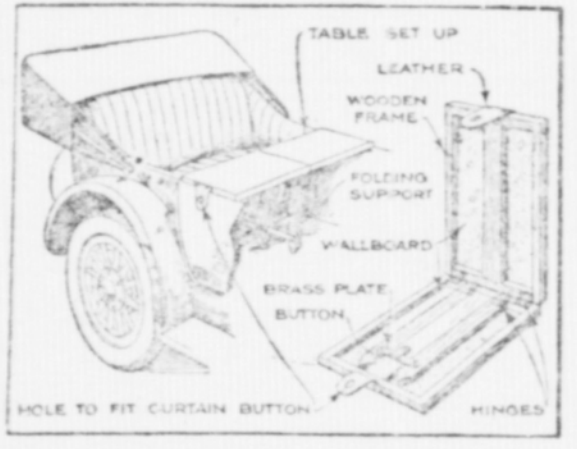 TABLE SET UP
LEATHER
WOODEN
FRAME
FOLDING
SUPPORT
WALLBOARD
BRASS PLATE
BUTTON
HOLE TO FIT CURTAIN BUTTON
HINGES